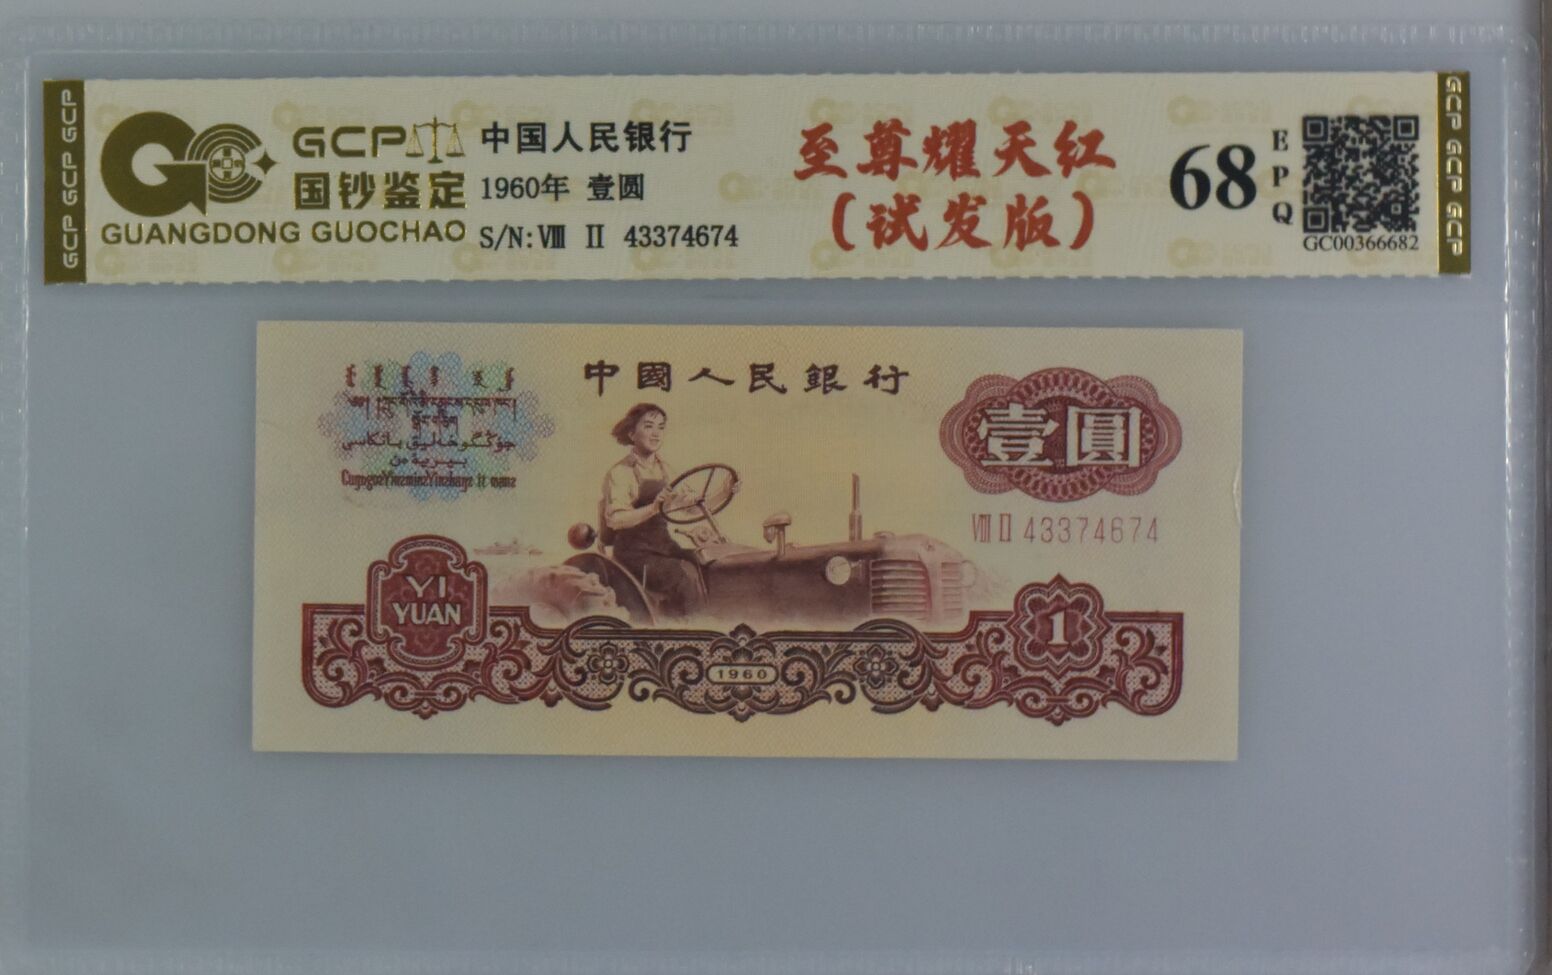 GCP GCP GCP
GCP
国钞鉴定
GUANGDONG GUOCHAO
中国人民银行
1960年 壹圆
S/N:Ⅷ Ⅱ 43374674
至尊耀天红
(试发版)
68
EPQ
GC00366682
GCP GCP GCP
中國人民銀行
壹圓
ⅧⅡ 43374674
YI
YUAN
1960
1